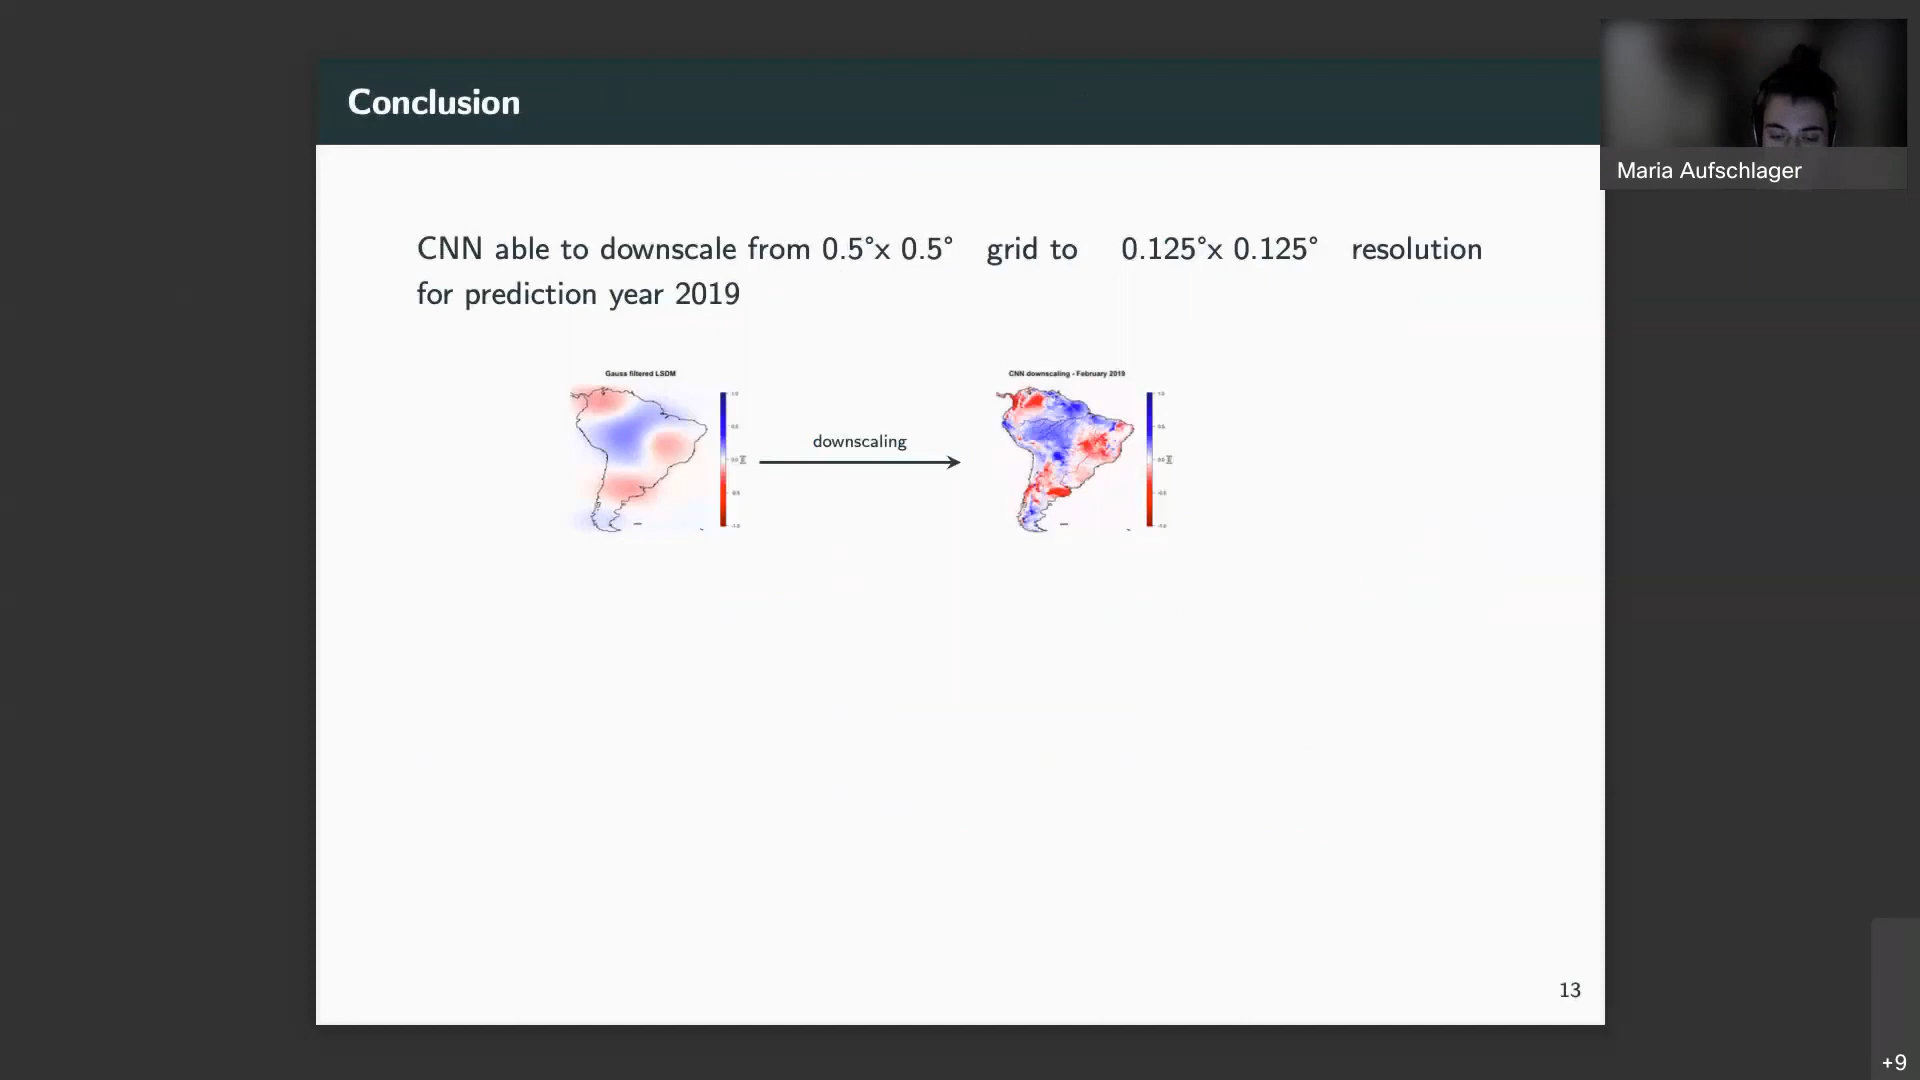 Conclusion
Maria Aufschlager
CNN able to downscale from 0.5°x 0.5° grid to 0.125°x 0.125° resolution
for prediction year 2019
Gauss filtered LSDM
CNN downscaling - February 2019
downscaling
13
+9